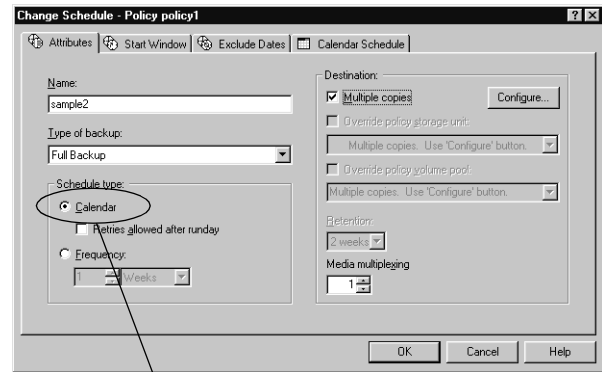 Change Schedule - Policy policy1
Attributes
Start Window
Exclude Dates
Calendar Schedule
Name:
sample2
Type of backup:
Full Backup
Schedule type:
Calendar
Retries allowed after runday
Frequency:
1 Weeks
Destination:
Multiple copies
Configure...
Override policy storage unit:
Multiple copies. Use 'Configure' button.
Override policy volume pool:
Multiple copies. Use 'Configure' button.
Retention:
2 weeks
Media multiplexing
1
OK Cancel Help